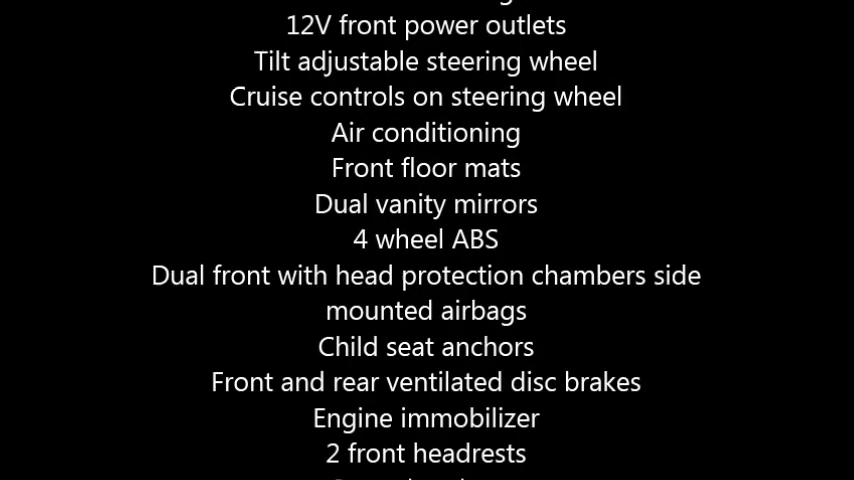 12V front power outlets
Tilt adjustable steering wheel
Cruise controls on steering wheel
Air conditioning
Front floor mats
Dual vanity mirrors
4 wheel ABS
Dual front with head protection chambers side
mounted airbags
Child seat anchors
Front and rear ventilated disc brakes
Engine immobilizer
2 front headrests